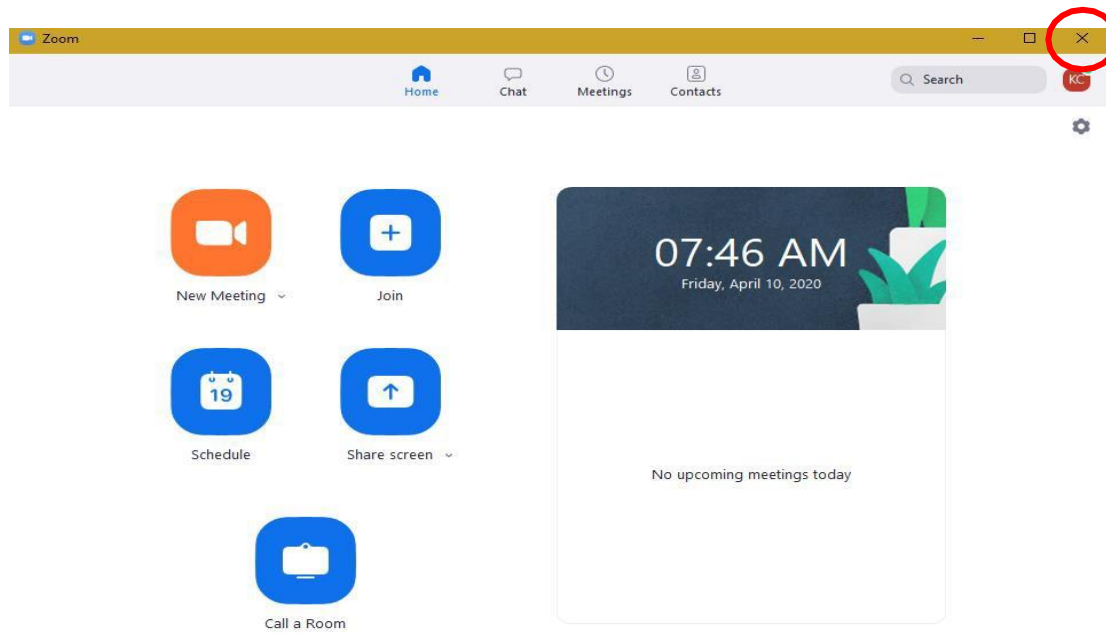 Zoom
Home Chat Meetings Contacts
Search
KC
07:46 AM
Friday, April 10, 2020
New Meeting
Join
19
Schedule
Share screen
No upcoming meetings today
Call a Room